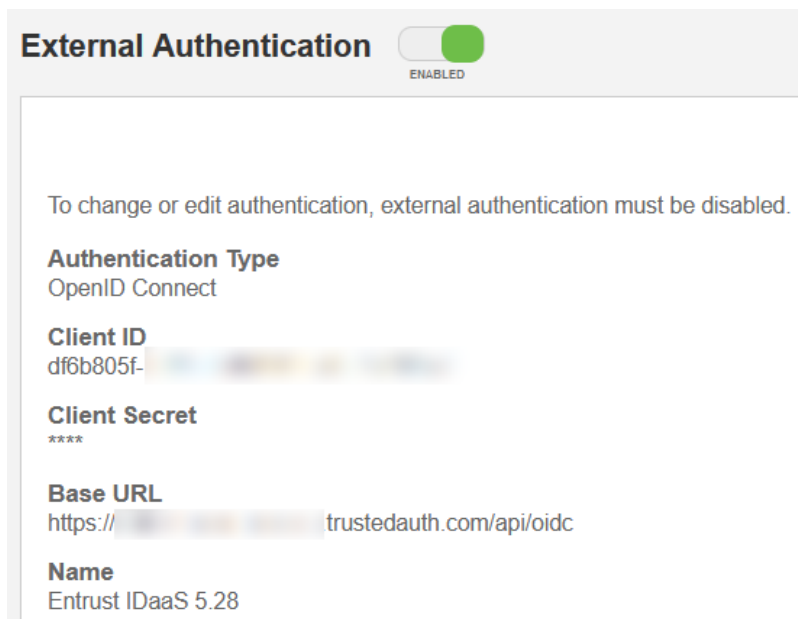 External Authentication
ENABLED
To change or edit authentication, external authentication must be disabled.
Authentication Type
OpenID Connect
Client ID
df6b805f-
Client Secret
****
Base URL
https:// trustedauth.com/api/oidc
Name
Entrust IDaaS 5.28